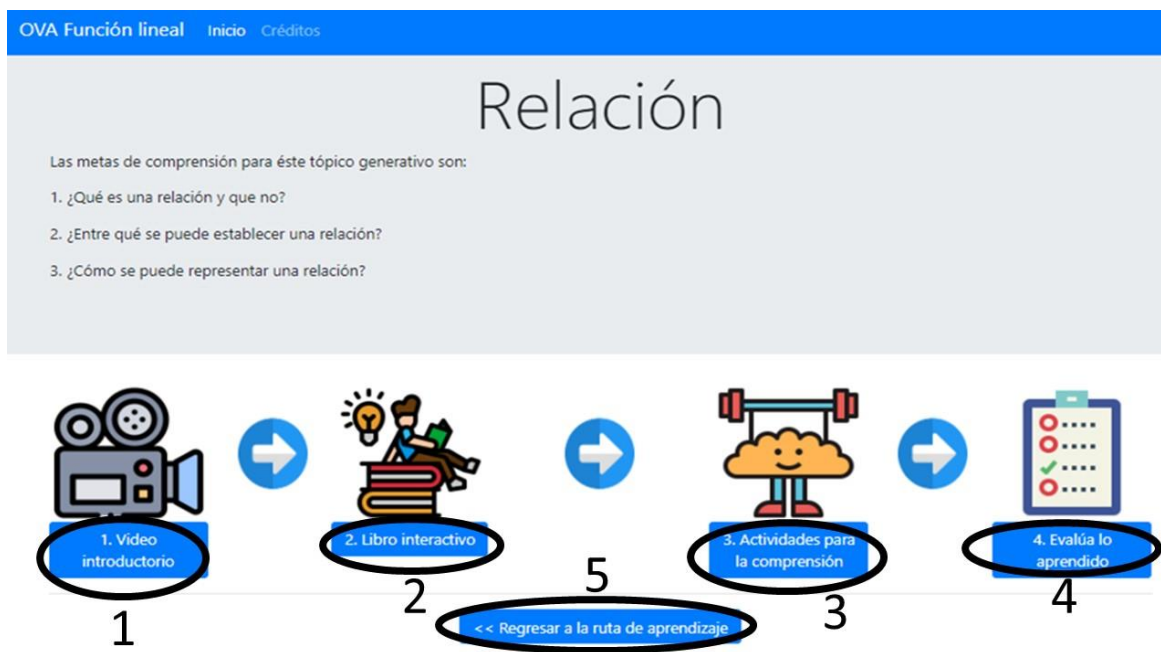 OVA Función lineal Inicio Créditos
Relación
Las metas de comprensión para éste tópico generativo son:
1. ¿Qué es una relación y que no?
2. ¿Entre qué se puede establecer una relación?
3. ¿Cómo se puede representar una relación?
1. Video
introductorio
2. Libro interactivo
3. Actividades para
la comprensión
4. Evalúa lo
aprendido
1
2
5
3
4
<< Regresar a la ruta de aprendizaje